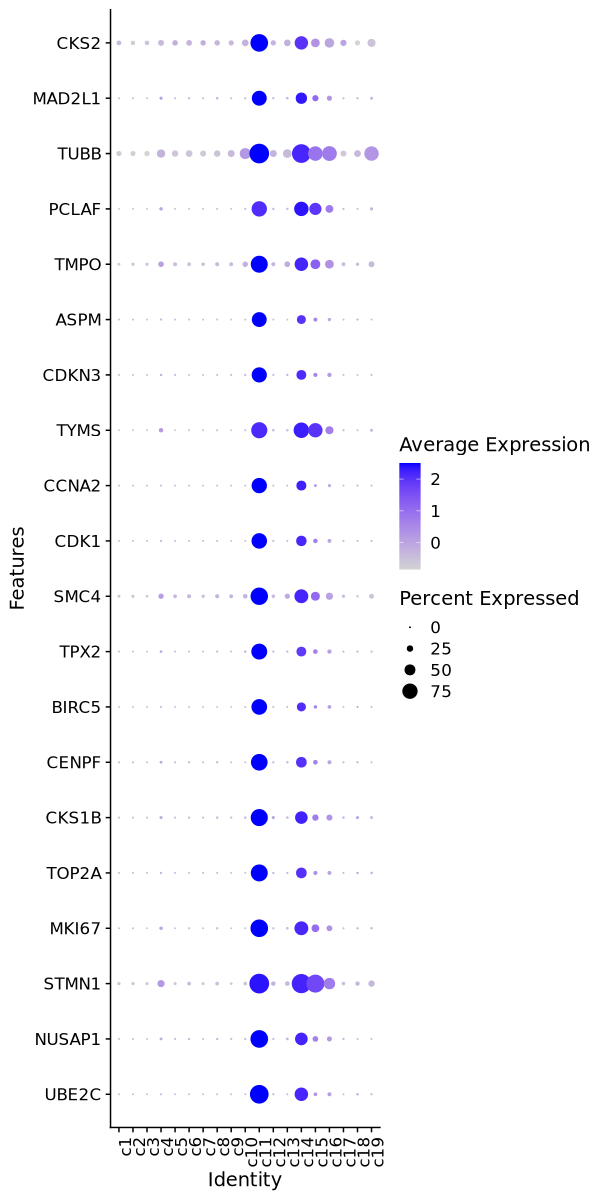 CKS2
MAD2L1
TUBB
PCLAF
TMPO
ASPM
CDKN3
TYMS
CCNA2
CDK1
SMC4
TPX2
BIRC5
CENPF
CKS1B
TOP2A
MKI67
STMN1
NUSAP1
UBE2C
Features
c1 c2 c3 c4 c5 c6 c7 c8 c9 c10 c11 c12 c13 c14 c15 c16 c17 c18 c19
Identity
Average Expression
2
1
0
Percent Expressed
0
25
50
75